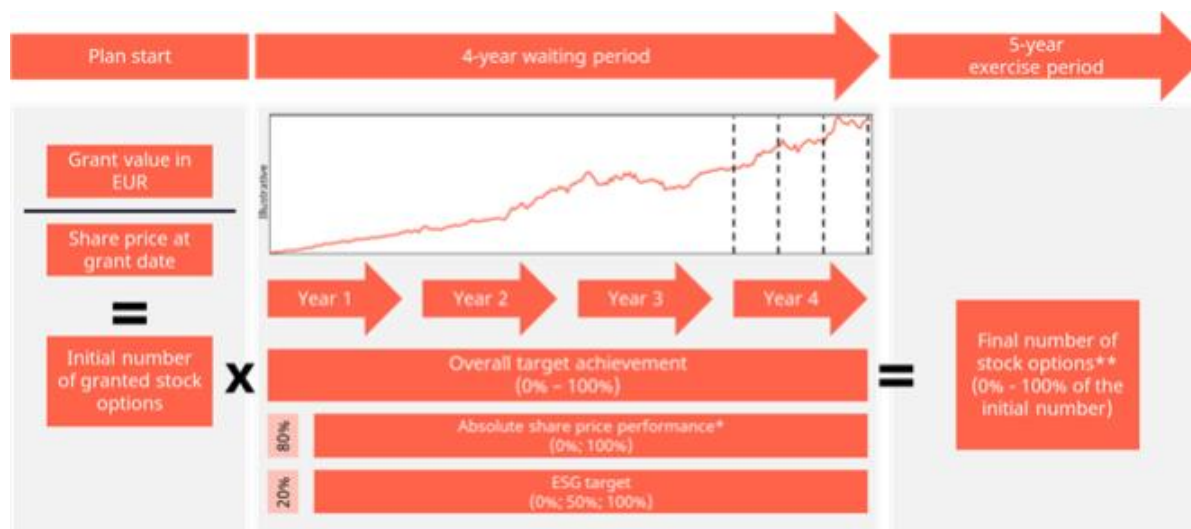 Plan start
4-year waiting period
5-year
exercise period
Grant value in
EUR
Share price at
grant date
=
Initial number
of granted stock
options
x
Illustrative
Year 1
Year 2
Year 3
Year 4
Overall target achievement
(0% – 100%)
80%
Absolute share price performance*
(0%; 100%)
20%
ESG target
(0%; 50%; 100%)
=
Final number of
stock options**
(0% - 100% of the
initial number)